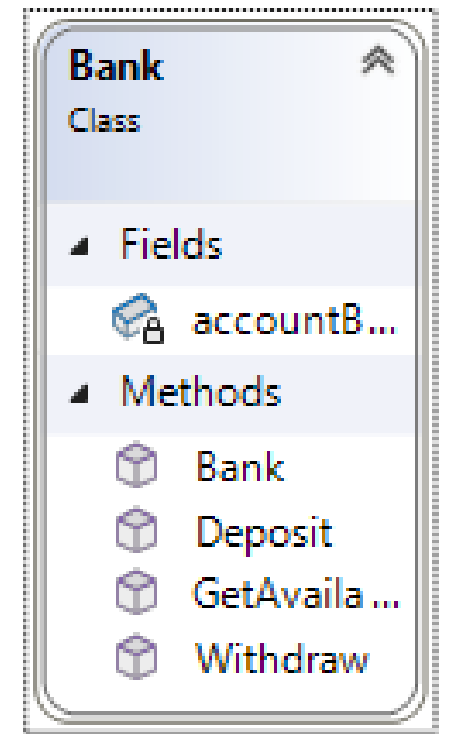 Bank
Class
Fields
accountB...
Methods
Bank
Deposit
GetAvaila ...
Withdraw